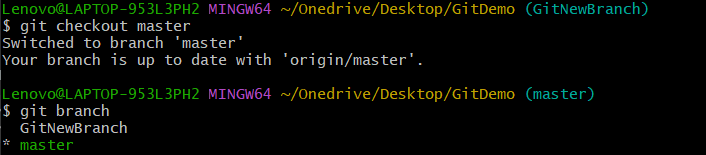 Lenovo@LAPTOP-953L3PH2 MINGW64 ~/Onedrive/Desktop/GitDemo (GitNewBranch)
$ git checkout master
Switched to branch 'master'
Your branch is up to date with 'origin/master'.
Lenovo@LAPTOP-953L3PH2 MINGW64 ~/Onedrive/Desktop/GitDemo (master)
$ git branch
  GitNewBranch
* master